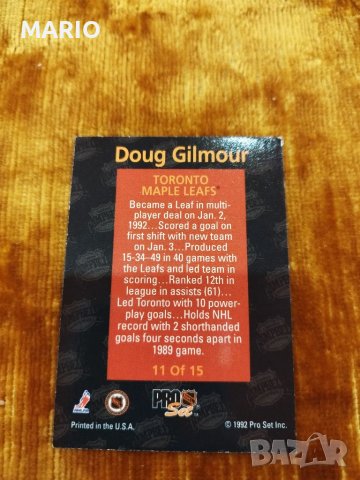 MARIO
Doug Gilmour
TORONTO
MAPLE LEAFS
Became a Leaf in multi-
player deal on Jan. 2,
1992...Scored a goal on
first shift with new team
on Jan. 3...Produced
15-34-49 in 40 games with
the Leafs and led team in
scoring...Ranked 12th in
league in assists (61)...
Led Toronto with 10 power-
play goals...Holds NHL
record with 2 shorthanded
goals four seconds apart in
1989 game.
11 Of 15
PRO
Set
Printed in the U.S.A.
© 1992 Pro Set Inc.
bazar